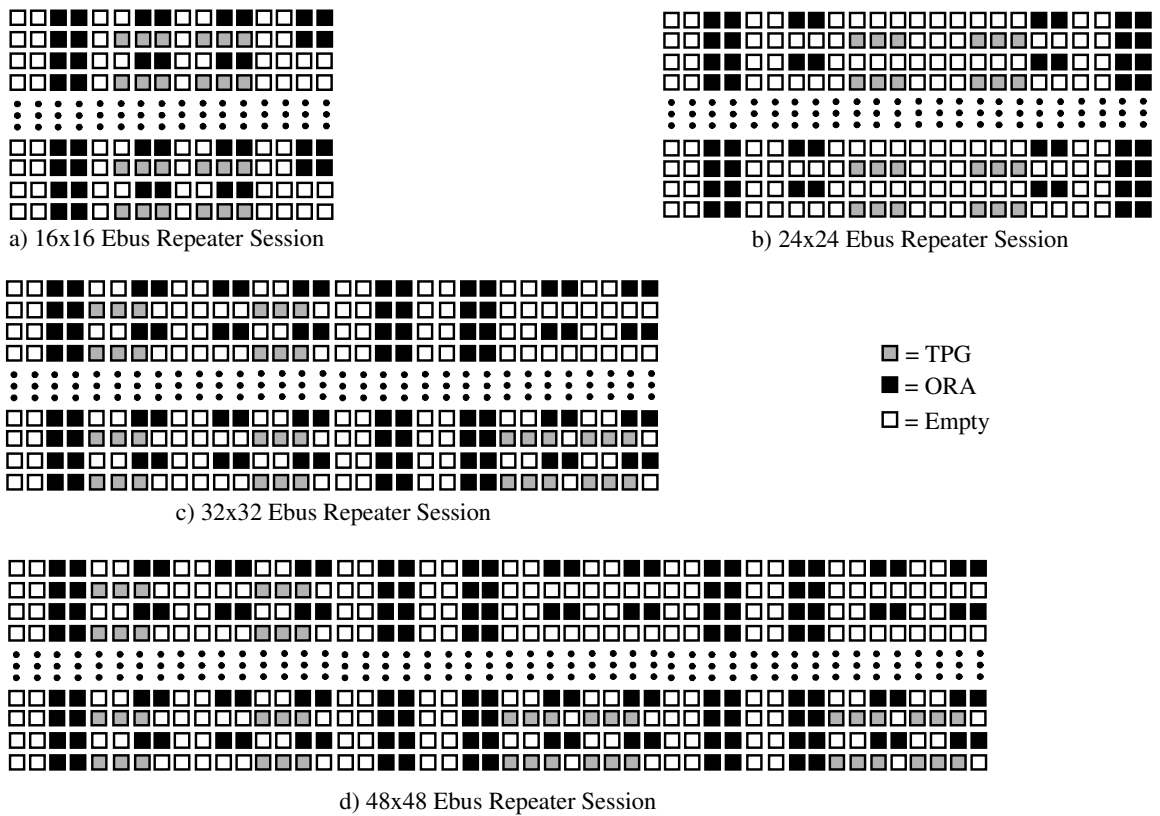 a) 16x16 Ebus Repeater Session
b) 24x24 Ebus Repeater Session
= TPG
= ORA
= Empty
c) 32x32 Ebus Repeater Session
d) 48x48 Ebus Repeater Session